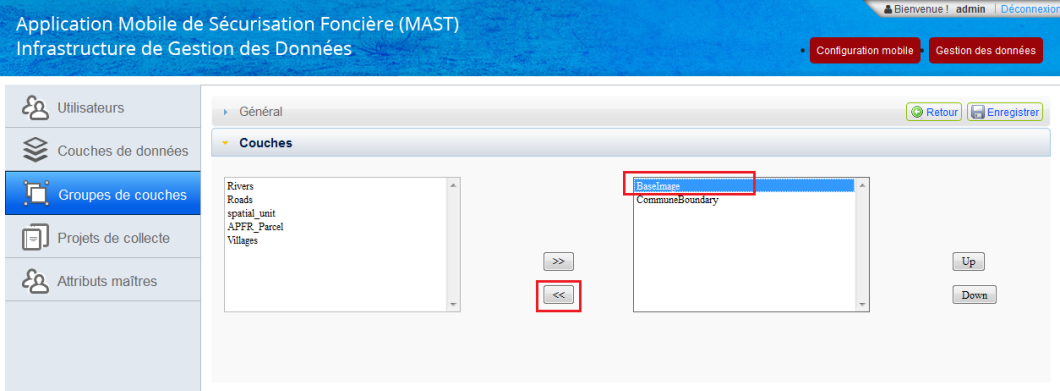 Bienvenue ! admin | Déconnexion
Application Mobile de Sécurisation Foncière (MAST)
Infrastructure de Gestion des Données
Configuration mobile
Gestion des données
Utilisateurs
Couches de données
Groupes de couches
Projets de collecte
Attributs maîtres
Général
Retour
Enregistrer
Couches
Rivers
Roads
spatial_unit
APFR_Parcel
Villages
>>
<<
BaseImage
CommuneBoundary
Up
Down